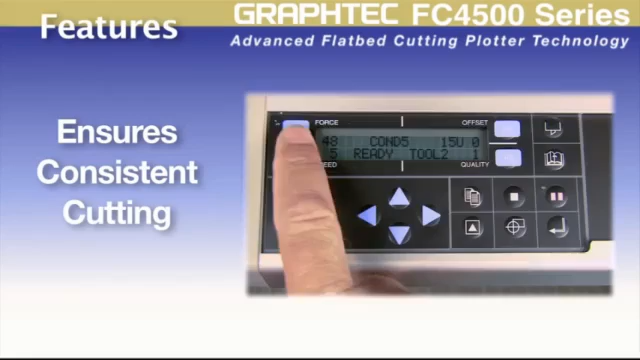 Features
GRAPHTEC FC4500 Series
Advanced Flatbed Cutting Plotter Technology
Ensures
Consistent
Cutting
FORCE
OFFSET
48 COND5 15U 0
5 READY TOOL2 1
EED
QUALITY